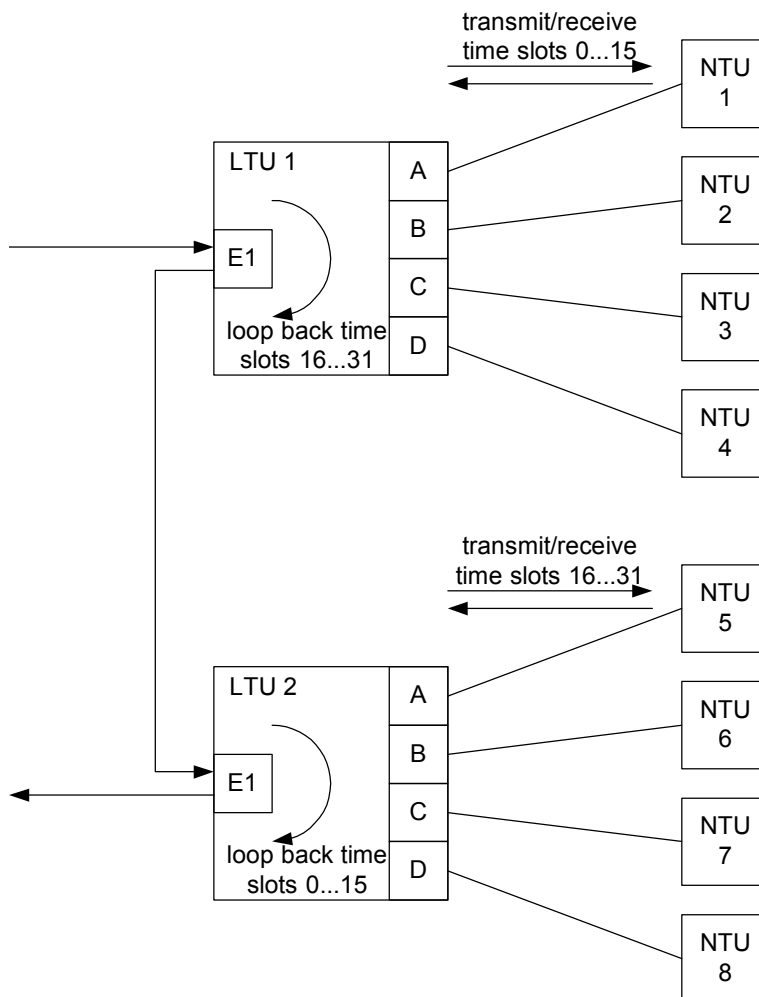 transmit/receive
time slots 0...15
NTU
1
LTU 1
A
NTU
2
B
E1
C
NTU
3
loop back time
slots 16...31
D
NTU
4
transmit/receive
time slots 16...31
NTU
5
LTU 2
A
NTU
6
B
E1
C
NTU
7
loop back time
slots 0...15
D
NTU
8